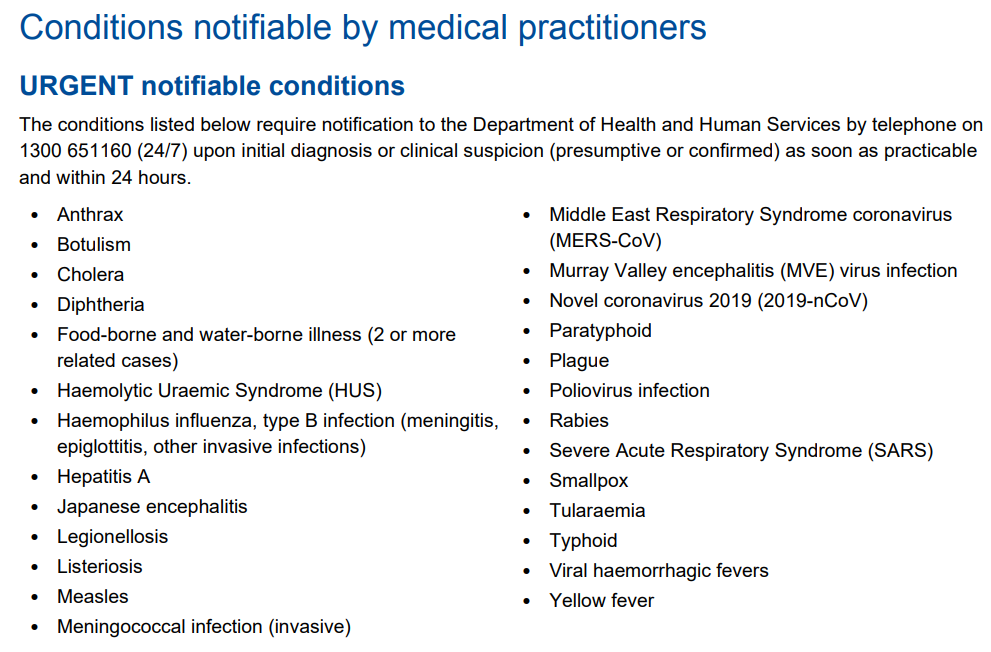 Conditions notifiable by medical practitioners
URGENT notifiable conditions
The conditions listed below require notification to the Department of Health and Human Services by telephone on
1300 651160 (24/7) upon initial diagnosis or clinical suspicion (presumptive or confirmed) as soon as practicable
and within 24 hours.
• Anthrax
• Botulism
• Cholera
• Diphtheria
• Food-borne and water-borne illness (2 or more
related cases)
• Haemolytic Uraemic Syndrome (HUS)
• Haemophilus influenza, type B infection (meningitis,
epiglottitis, other invasive infections)
• Hepatitis A
• Japanese encephalitis
• Legionellosis
• Listeriosis
• Measles
• Meningococcal infection (invasive)
• Middle East Respiratory Syndrome coronavirus
(MERS-CoV)
• Murray Valley encephalitis (MVE) virus infection
• Novel coronavirus 2019 (2019-nCoV)
• Paratyphoid
• Plague
• Poliovirus infection
• Rabies
• Severe Acute Respiratory Syndrome (SARS)
• Smallpox
• Tularaemia
• Typhoid
• Viral haemorrhagic fevers
• Yellow fever